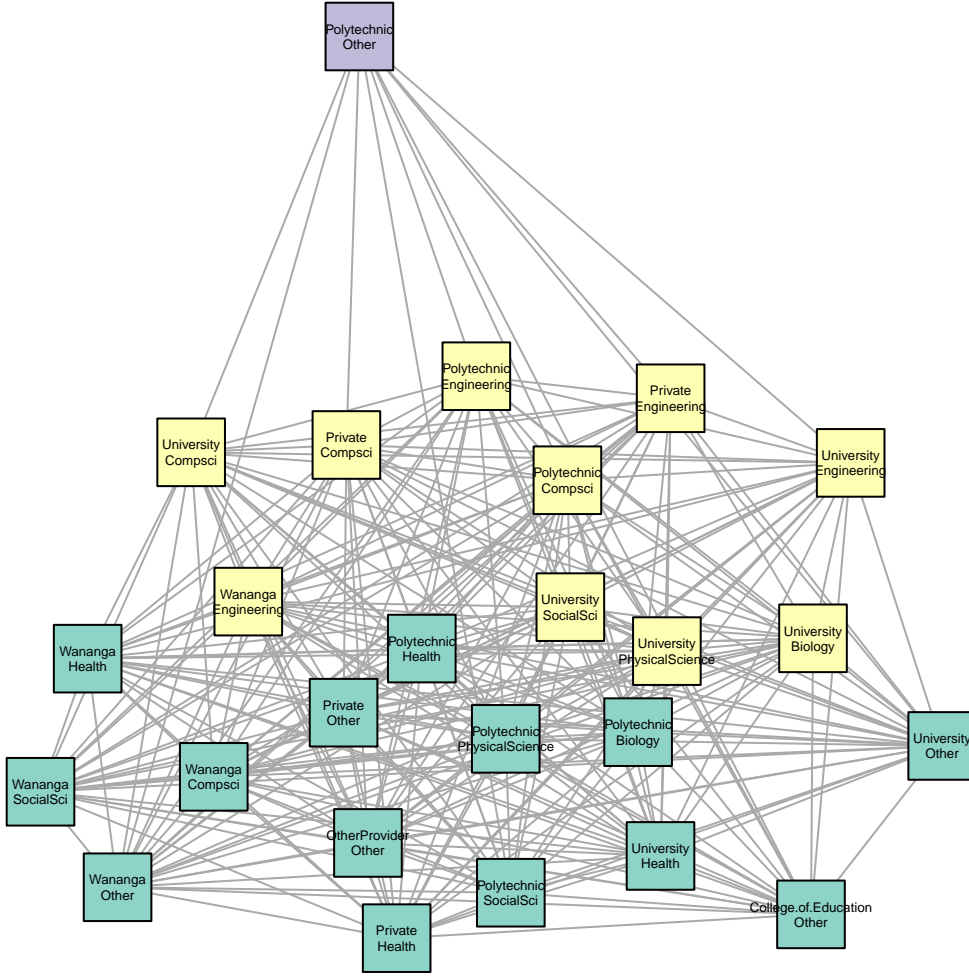 Polytechnic
Other
Polytechnic
Engineering
Private
Engineering
University
Compsci
Private
Compsci
University
Engineering
Polytechnic
Compsci
Wananga
Engineering
University
SocialSci
University
PhysicalScience
University
Biology
Wananga
Health
Polytechnic
Health
Private
Other
Polytechnic
PhysicalScience
Polytechnic
Biology
University
Other
Wananga
SocialSci
Wananga
Compsci
OtherProvider
Other
University
Health
Wananga
Other
Polytechnic
SocialSci
College.of.Education
Other
Private
Health